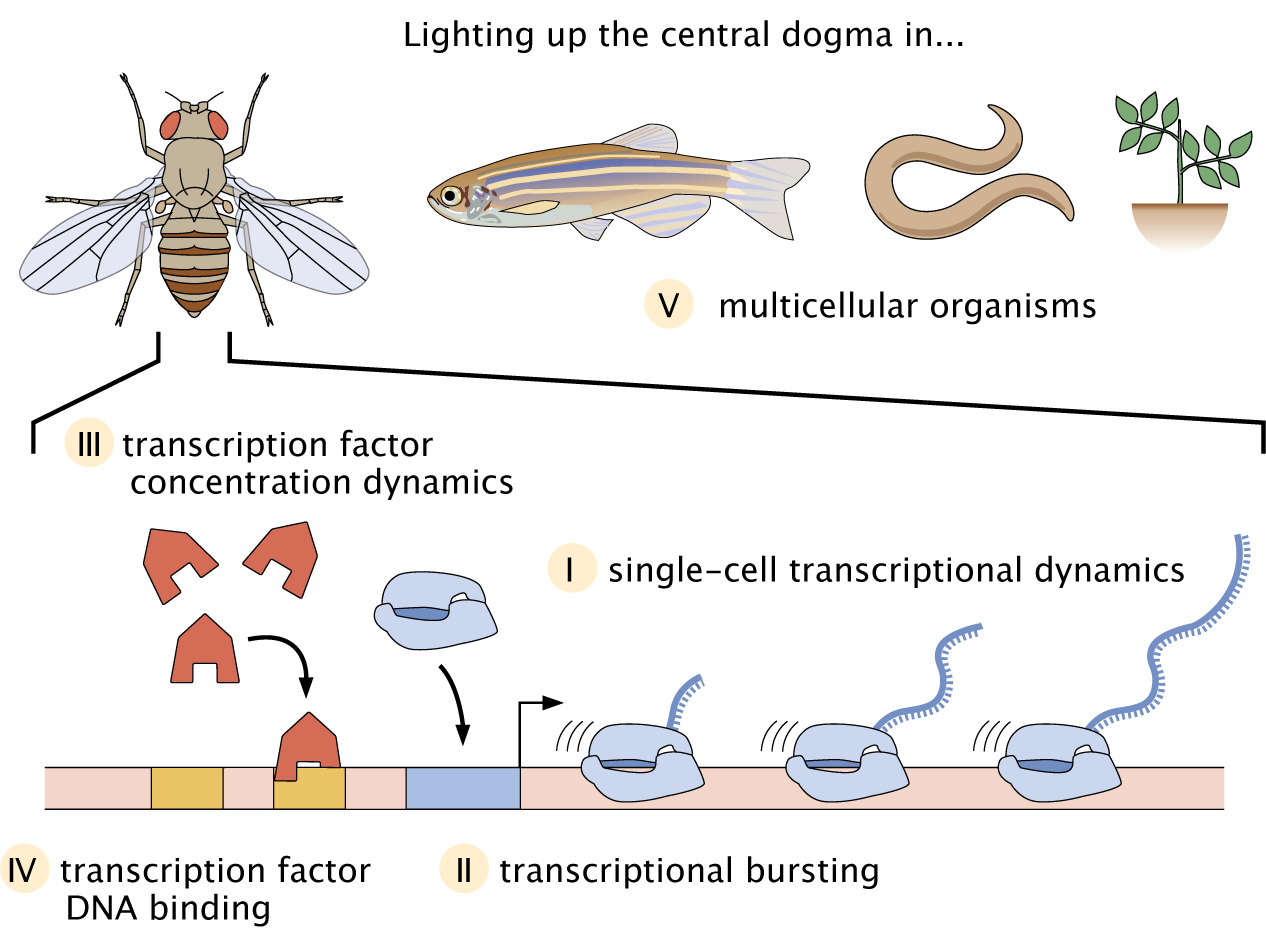 Lighting up the central dogma in...
V multicellular organisms
III transcription factor
concentration dynamics
I single-cell transcriptional dynamics
IV transcription factor
DNA binding
II transcriptional bursting